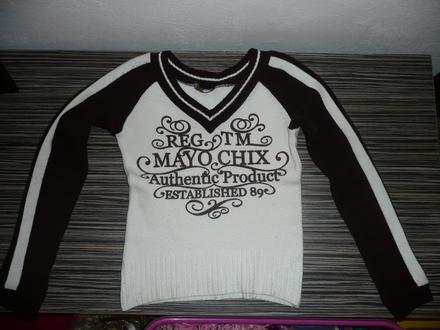 REG TM
MAYO CHIX
Authentic Product
ESTABLISHED 89